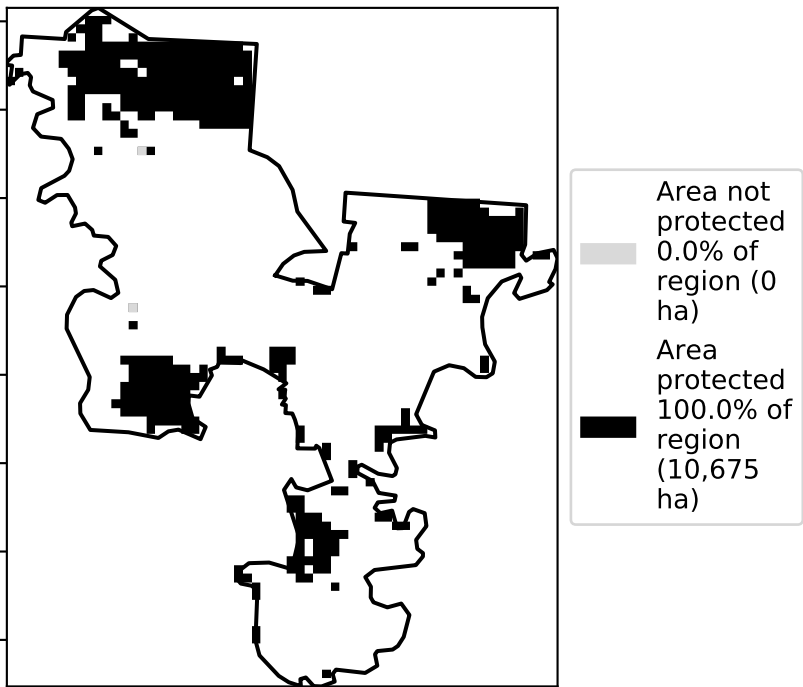 Area not
protected
0.0% of
region (0
ha)
Area
protected
100.0% of
region
(10,675
ha)